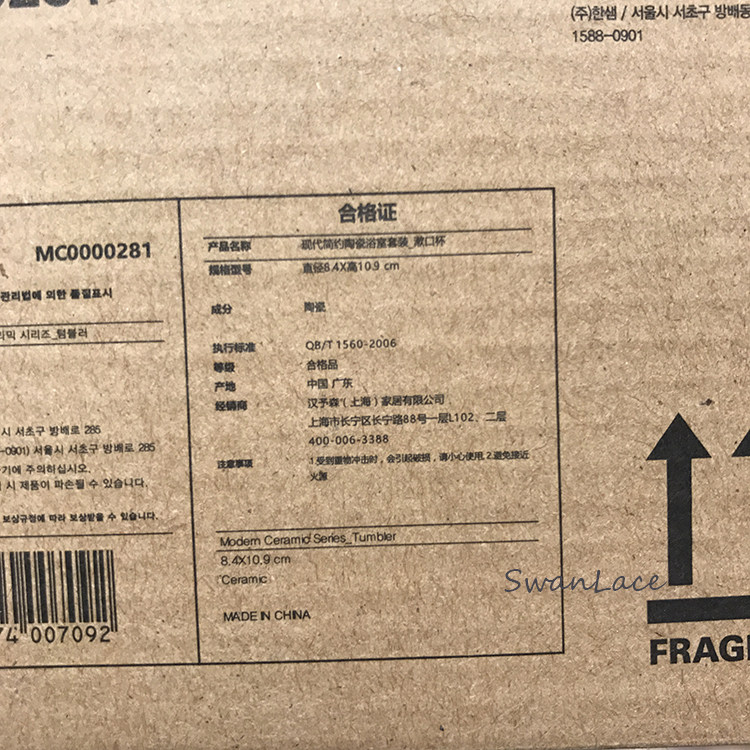 (주)한샘 / 서울시 서초구 방배동
1588-0901
MC0000281
관리법에 의한 품질표시
라믹 시리즈_텀블러
시 서초구 방배로 285
-0901) 서울시 서초구 방배로 285
기에 주의하십시오.
시 제품이 파손될 수 있습니다.
보상규정에 따라 보상받을 수 있습니다.
74 007092
合格证
产品名称 现代简约陶瓷浴室套装_漱口杯
规格型号 直径8.4X高10.9 cm
成分 陶瓷
执行标准 QB/T 1560-2006
等级 合格品
产地 中国 广东
经销商 汉予森(上海)家居有限公司
上海市长宁区长宁路88号一层L102、二层
400-006-3388
注意事项 1.受到重物冲击时，会引起破损，请小心使用.2.避免接近
火源
Modern Ceramic Series_Tumbler
8.4X10.9 cm
Ceramic
MADE IN CHINA
SwanLace
FRAGI